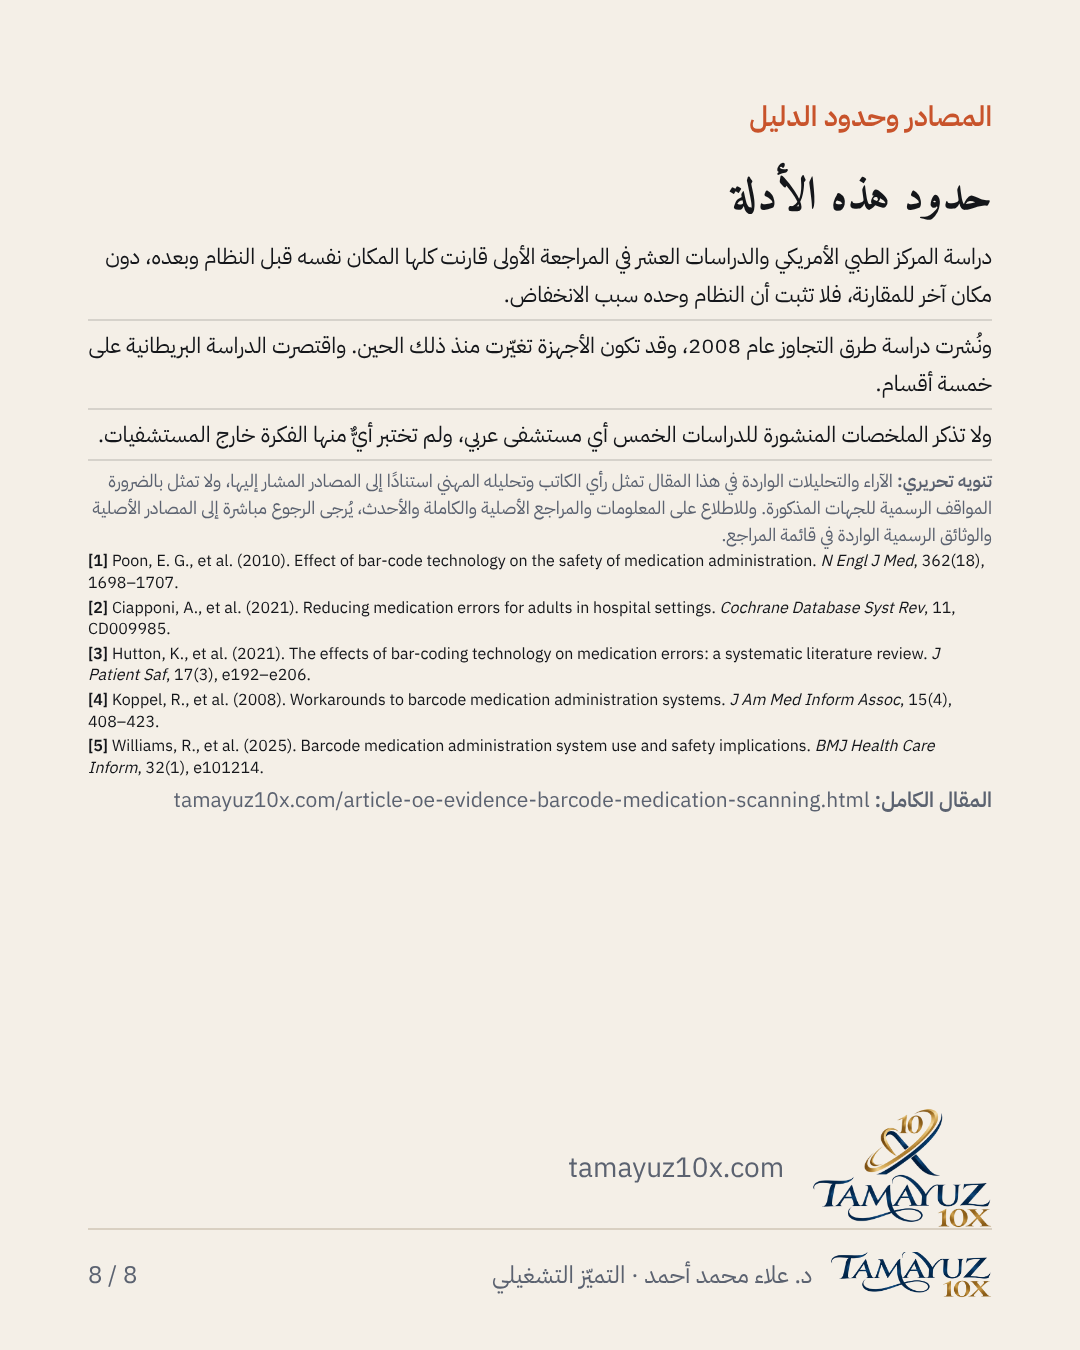 المصادر وحدود الدليل
حدود هذه الأدلة
دراسة المركز الطبي الأمريكي والدراسات العشر في المراجعة الأولى قارنت كلها المكان نفسه قبل النظام وبعده، دون
مكان آخر للمقارنة، فلا تثبت أن النظام وحده سبب الانخفاض.
ونُشرت دراسة طرق التجاوز عام 2008، وقد تكون الأجهزة تغيّرت منذ ذلك الحين. واقتصرت الدراسة البريطانية على
خمسة أقسام.
ولا تذكر الملخصات المنشورة للدراسات الخمس أي مستشفى عربي، ولم تختبر أيٌّ منها الفكرة خارج المستشفيات.
تنويه تحريري: الآراء والتحليلات الواردة في هذا المقال تمثل رأي الكاتب وتحليله المهني استنادًا إلى المصادر المشار إليها، ولا تمثل بالضرورة
المواقف الرسمية للجهات المذكورة. وللاطلاع على المعلومات والمراجع الأصلية والكاملة والأحدث، يُرجى الرجوع مباشرة إلى المصادر الأصلية
والوثائق الرسمية الواردة في قائمة المراجع.
[1] Poon, E. G., et al. (2010). Effect of bar-code technology on the safety of medication administration. N Engl J Med, 362(18),
1698–1707.
[2] Ciapponi, A., et al. (2021). Reducing medication errors for adults in hospital settings. Cochrane Database Syst Rev, 11,
CD009985.
[3] Hutton, K., et al. (2021). The effects of bar-coding technology on medication errors: a systematic literature review. J
Patient Saf, 17(3), e192–e206.
[4] Koppel, R., et al. (2008). Workarounds to barcode medication administration systems. J Am Med Inform Assoc, 15(4),
408–423.
[5] Williams, R., et al. (2025). Barcode medication administration system use and safety implications. BMJ Health Care
Inform, 32(1), e101214.
المقال الكامل: tamayuz10x.com/article-oe-evidence-barcode-medication-scanning.html
10
TAMAYUZ
10X
tamayuz10x.com
TAMAYUZ
10X
د. علاء محمد أحمد · التميّز التشغيلي
8 / 8